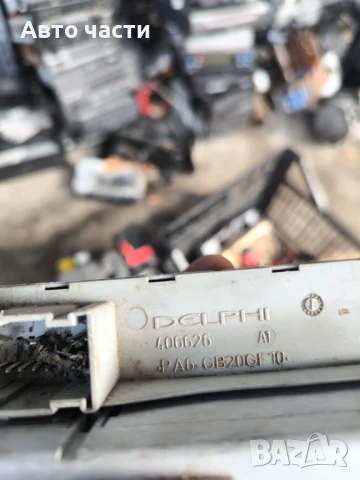 Авто части
DELPHI
406626 A1
>PA6-GB20GF10<
BAZAR